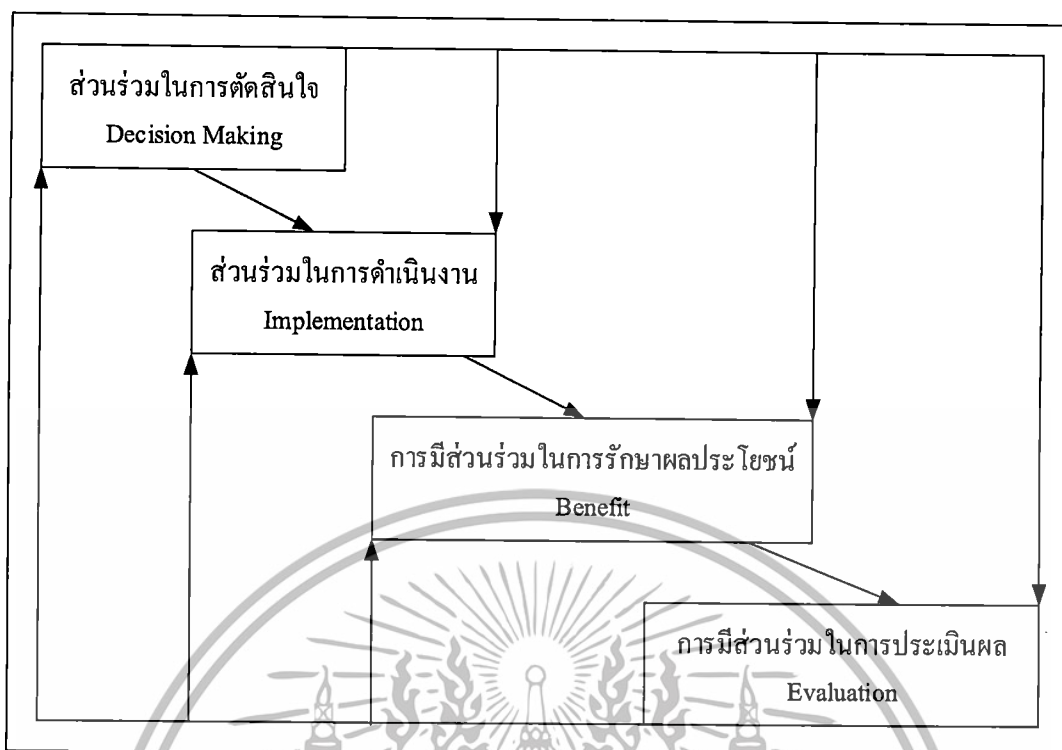 ส่วนร่วมในการตัดสินใจ
Decision Making
ส่วนร่วมในการดำเนินงาน
Implementation
การมีส่วนร่วมในการรักษาผลประโยชน์
Benefit
การมีส่วนร่วมในการประเมินผล
Evaluation